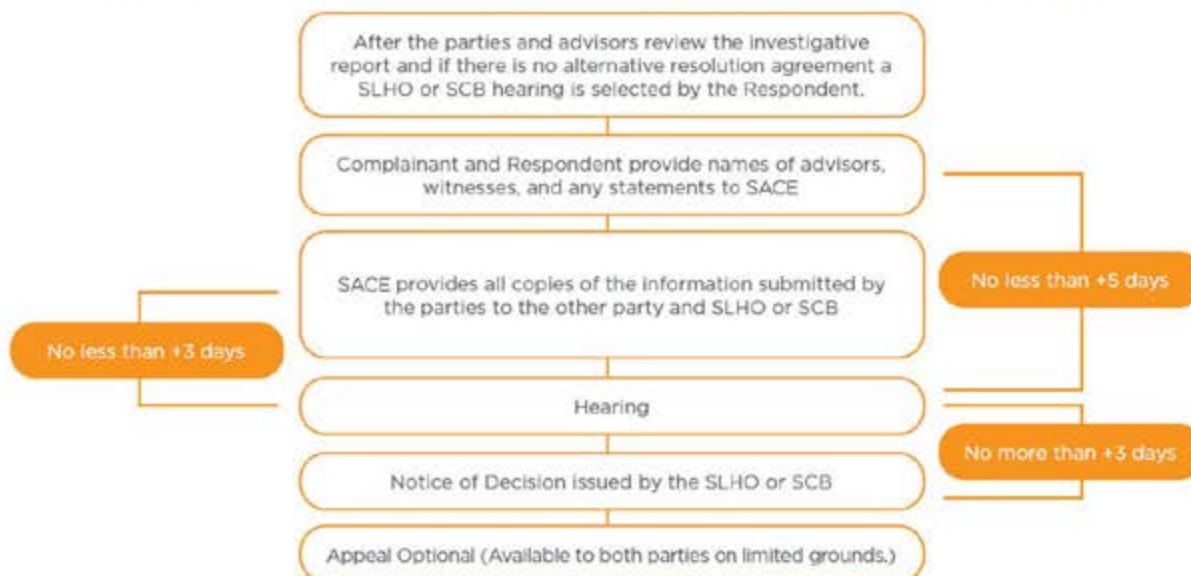 After the parties and advisors review the investigative
report and if there is no alternative resolution agreement a
SLHO or SCB hearing is selected by the Respondent.
Complainant and Respondent provide names of advisors,
witnesses, and any statements to SACE
No less than +5 days
SACE provides all copies of the information submitted by
the parties to the other party and SLHO or SCB
No less than +3 days
Hearing
No more than +3 days
Notice of Decision issued by the SLHO or SCB
Appeal Optional (Available to both parties on limited grounds.)